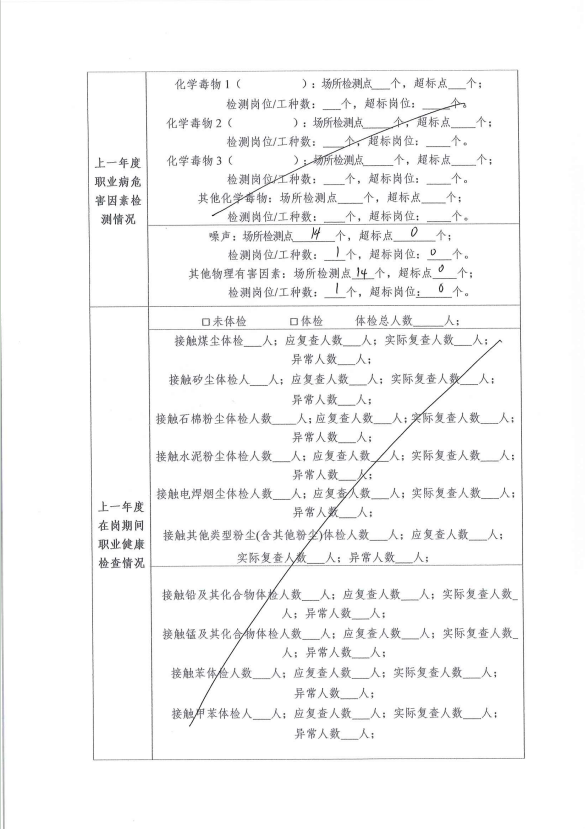 上一年度
职业病危
害因素检
测情况
化学毒物1（ ）：场所检测点___个，超标点___个；
检测岗位/工种数：___个，超标岗位：____个。
化学毒物2（ ）：场所检测点____个，超标点____个；
检测岗位/工种数：___个，超标岗位：____个。
化学毒物3（ ）：场所检测点____个，超标点____个；
检测岗位/工种数：___个，超标岗位：____个。
其他化学毒物：场所检测点____个，超标点____个；
检测岗位/工种数：___个，超标岗位：____个。
噪声：场所检测点 14 个，超标点 0 个；
检测岗位/工种数： 1 个，超标岗位： 0 个。
其他物理有害因素：场所检测点 14 个，超标点 0 个；
检测岗位/工种数： 1 个，超标岗位： 0 个。
上一年度
在岗期间
职业健康
检查情况
□未体检 □体检 体检总人数_____人；
接触煤尘体检___人；应复查人数___人；实际复查人数___人；
异常人数___人；
接触矽尘体检人___人；应复查人数___人；实际复查人数___人；
异常人数___人；
接触石棉粉尘体检人数____人；应复查人数___人；实际复查人数___人；
异常人数___人；
接触水泥粉尘体检人数___人；应复查人数___人；实际复查人数___人；
异常人数___人；
接触电焊烟尘体检人数___人；应复查人数___人；实际复查人数___人；
异常人数___人；
接触其他类型粉尘(含其他粉尘)体检人数___人；应复查人数___人；
实际复查人数___人；异常人数___人；
接触铅及其化合物体检人数___人；应复查人数___人；实际复查人数_
人；异常人数___人；
接触锰及其化合物体检人数___人；应复查人数___人；实际复查人数_
人；异常人数___人；
接触苯体检人数___人；应复查人数___人；实际复查人数___人；
异常人数___人；
接触甲苯体检人___人；应复查人数___人；实际复查人数___人；
异常人数___人；